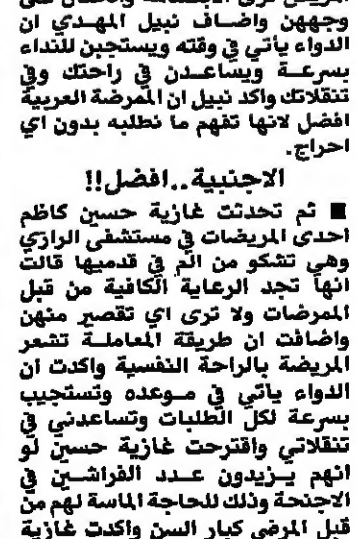 وجههن واضاف نبيل المهدي ان
الدواء يأتي في وقته ويستجبن للنداء
بسرعة ويساعدن في راحتك وفي
تنقلاتك واكد نبيل ان الممرضة العربية
افضل لانها تفهم ما نطلبه بدون اي
احراج.
الاجنبية..افضل!!
■ ثم تحدثت غازية حسين كاظم
احدى المريضات في مستشفى الرازي
وهي تشكو من الم في قدميها قالت
انها تجد الرعاية الكافية من قبل
الممرضات ولا ترى اي تقصير منهن
واضافت ان طريقة المعاملة تشعر
المريضة بالراحة النفسية واكدت ان
الدواء ياتي في موعده وتستجيب
بسرعة لكل الطلبات وتساعدني في
تنقلاتي واقترحت غازية حسين لو
انهم يزيدون عدد الفراشين في
الاجنحة وذلك للحاجة الماسة لهم من
قبل المرضى كبار السن واكدت غازية